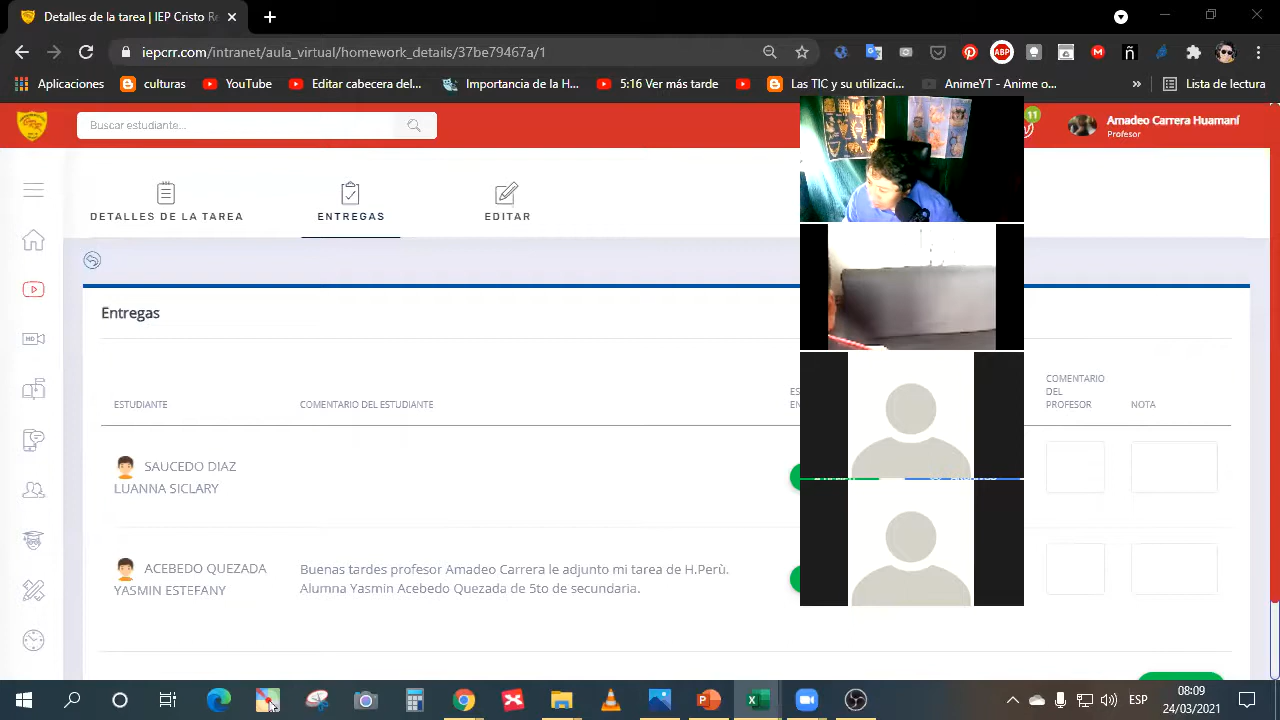 Detalles de la tarea | IEP Cristo Re
iepcrr.com/intranet/aula_virtual/homework_details/37be79467a/1
ABP
ñ
Aplicaciones
culturas
YouTube
Editar cabecera del...
Importancia de la H...
5:16 Ver más tarde
Las TIC y su utilizaci...
AnimeYT - Anime o...
»
Lista de lectura
Buscar estudiante...
11
Amadeo Carrera Huamaní
Profesor
DETALLES DE LA TAREA
ENTREGAS
EDITAR
Entregas
ESTUDIANTE
COMENTARIO DEL ESTUDIANTE
COMENTARIO
DEL
PROFESOR
NOTA
SAUCEDO DIAZ
LUANNA SICLARY
ACEBEDO QUEZADA
YASMIN ESTEFANY
Buenas tardes profesor Amadeo Carrera le adjunto mi tarea de H.Perù.
Alumna Yasmin Acebedo Quezada de 5to de secundaria.
HD
ESP
08:09
24/03/2021